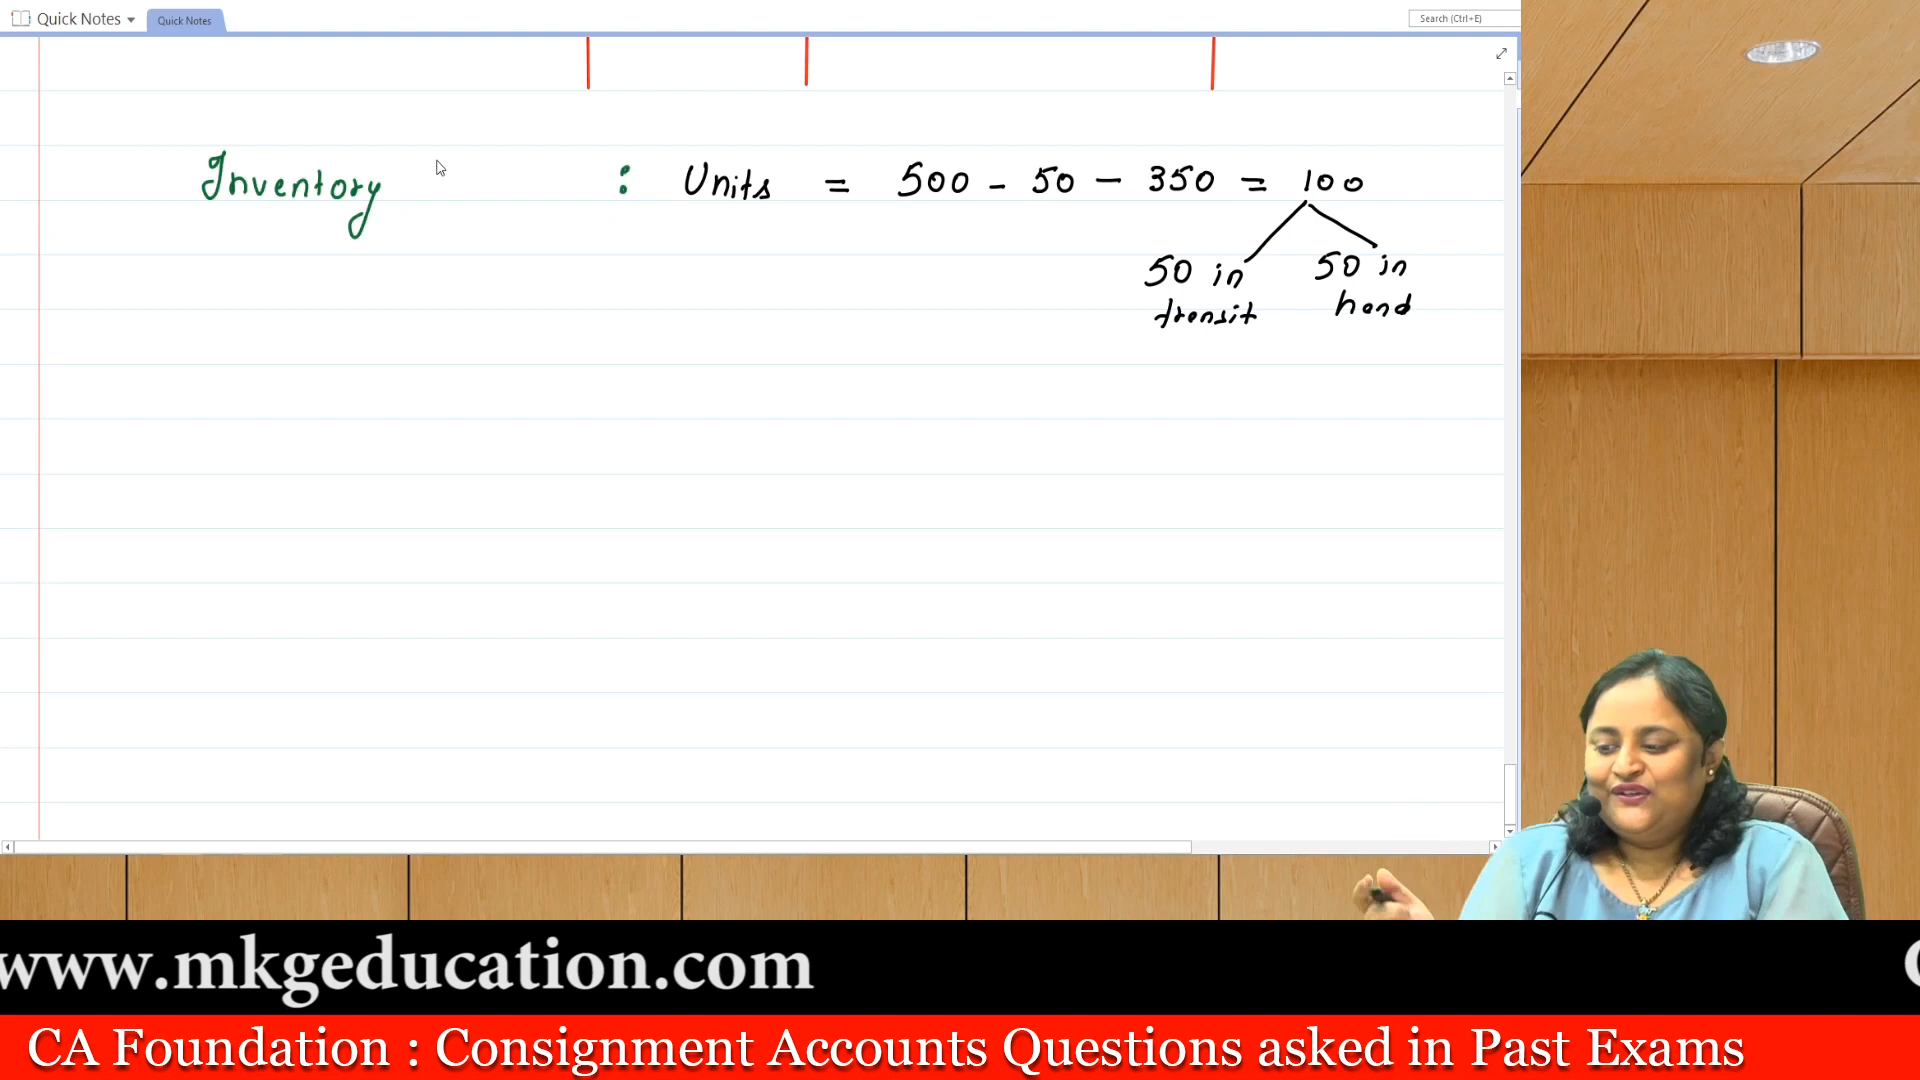 Quick Notes
Quick Notes
Search (Ctrl+E)
Inventory : Units = 500 - 50 - 350 = 100
50 in transit
50 in hand
www.mkgeducation.com
CA Foundation : Consignment Accounts Questions asked in Past Exams